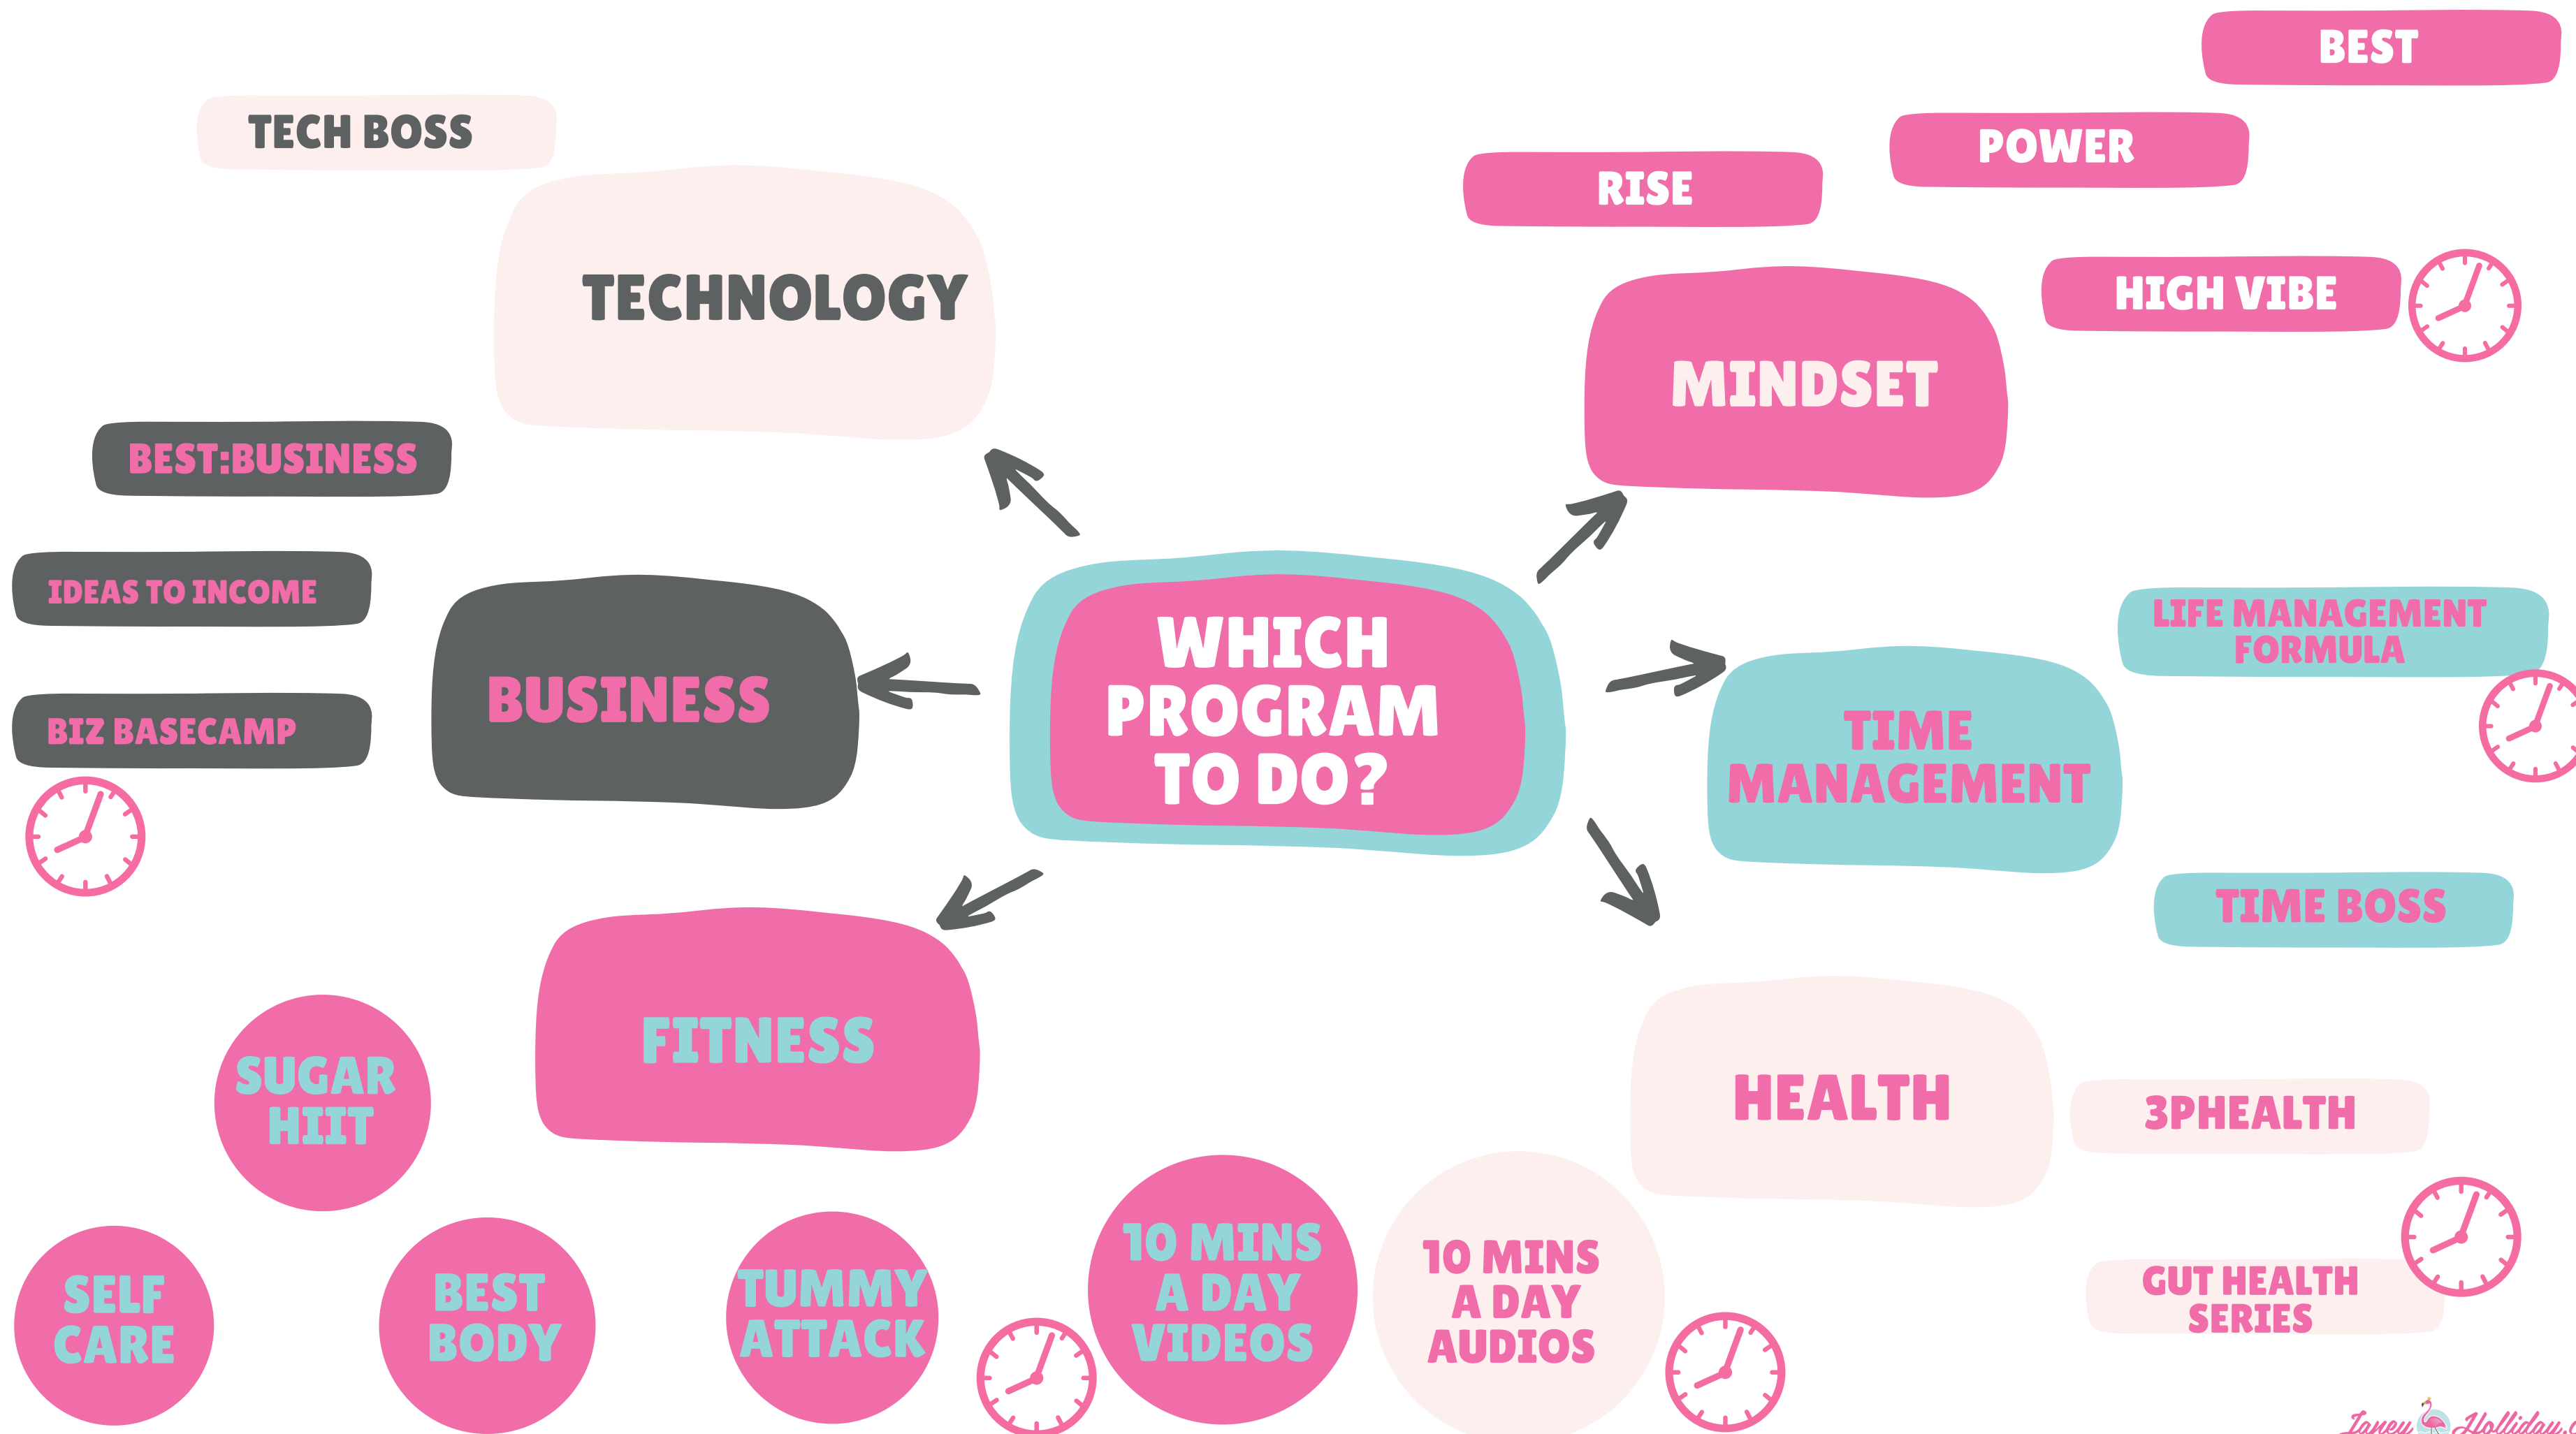 BEST
POWER
RISE
HIGH VIBE
MINDSET
TECH BOSS
TECHNOLOGY
BEST:BUSINESS
IDEAS TO INCOME
BIZ BASECAMP
BUSINESS
WHICH
PROGRAM
TO DO?
LIFE MANAGEMENT
FORMULA
TIME
MANAGEMENT
TIME BOSS
FITNESS
SUGAR
HIIT
SELF
CARE
BEST
BODY
TUMMY
ATTACK
10 MINS
A DAY
VIDEOS
10 MINS
A DAY
AUDIOS
HEALTH
3PHEALTH
GUT HEALTH
SERIES
Janey Holliday.